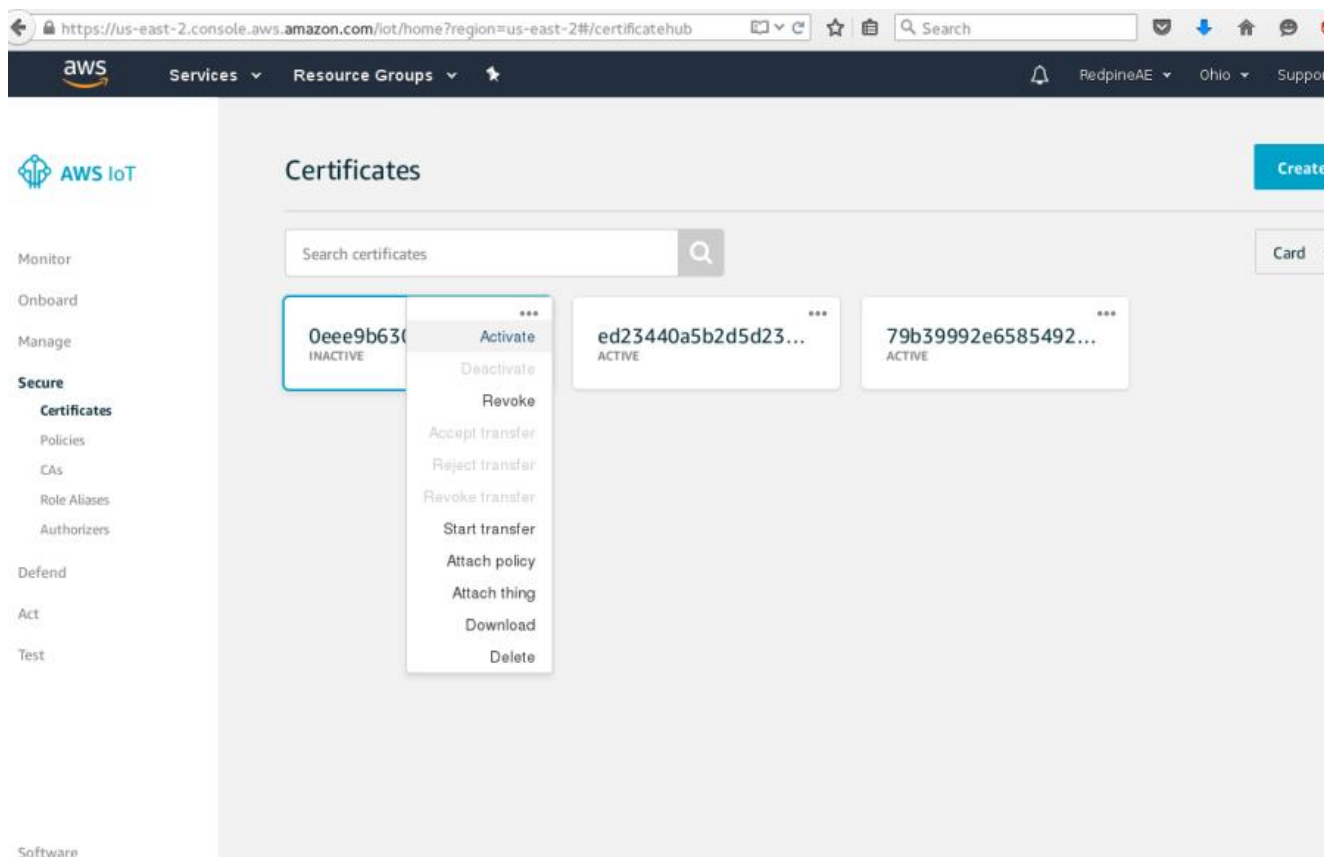 https://us-east-2.console.aws.amazon.com/iot/home?region=us-east-2#/certificatehub
Search
aws
Services
Resource Groups
RedpineAE
Ohio
AWS IoT
Certificates
Create
Monitor
Search certificates
Card
Onboard
Manage
Secure
Certificates
Policies
CAs
Role Aliases
Authorizers
Defend
Act
Test
Software
0eee9b630
INACTIVE
Activate
Deactivate
Revoke
Accept transfer
Reject transfer
Revoke transfer
Start transfer
Attach policy
Attach thing
Download
Delete
ed23440a5b2d5d23...
ACTIVE
79b39992e6585492...
ACTIVE